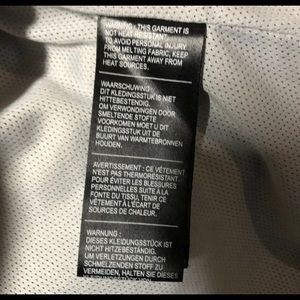 WARNING : THIS GARMENT IS
NOT HEAT RESISTANT.
TO AVOID PERSONAL INJURY
FROM MELTING FABRIC, KEEP
THIS GARMENT AWAY FROM
HEAT SOURCES.
WAARSCHUWING :
DIT KLEDINGSSTUK IS NIET
HITTEBESTENDIG.
OM VERWONDINGEN DOOR
SMELTENDE STOFTE
VOORKOMEN MOET U DIT
KLEDINGSSTUK UIT DE
BUURT VAN WARMTEBRONNEN
HOUDEN.
AVERTISSEMENT : CE VÊTEMENT
N'EST PAS THERMORÉSISTANT.
POUR ÉVITER LES BLESSURES
PERSONNELLES SUITE A LA
FONTE DU TISSU, TENIR CE
VÊTEMENT À L'ÉCART DE
SOURCES DE CHALEUR.
WARNUNG :
DIESES KLEIDUNGSSTÜCK IST
NICHT HITZEBESTÄNDIG.
UM VERLETZUNGEN DURCH
SCHMELZENDEN STOFF ZU
VERMEIDEN, HALTEN SIE DIESES